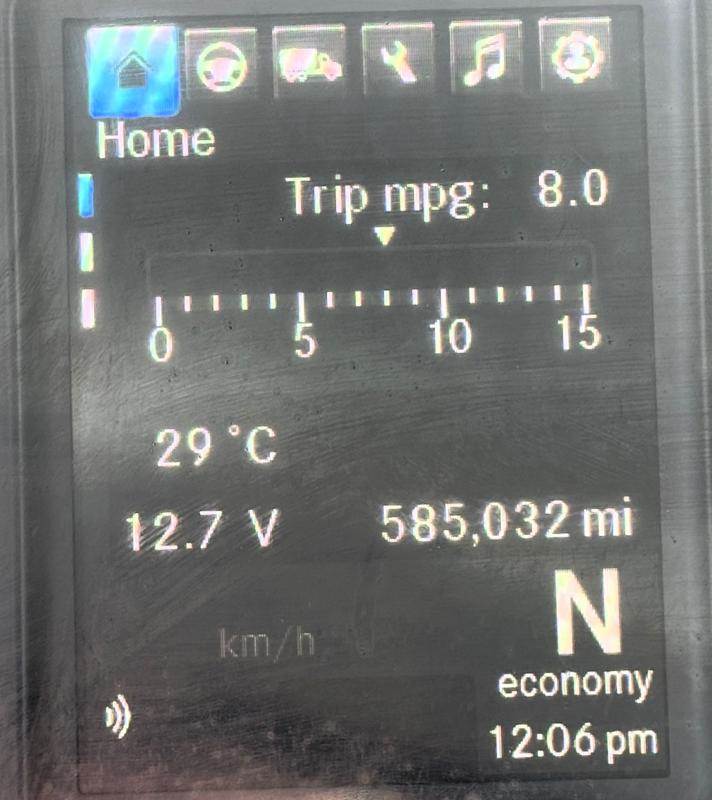 Home
Trip mpg: 8.0
0 5 10 15
29 °C
12.7 V 585,032 mi
N
km/h
economy
12:06 pm